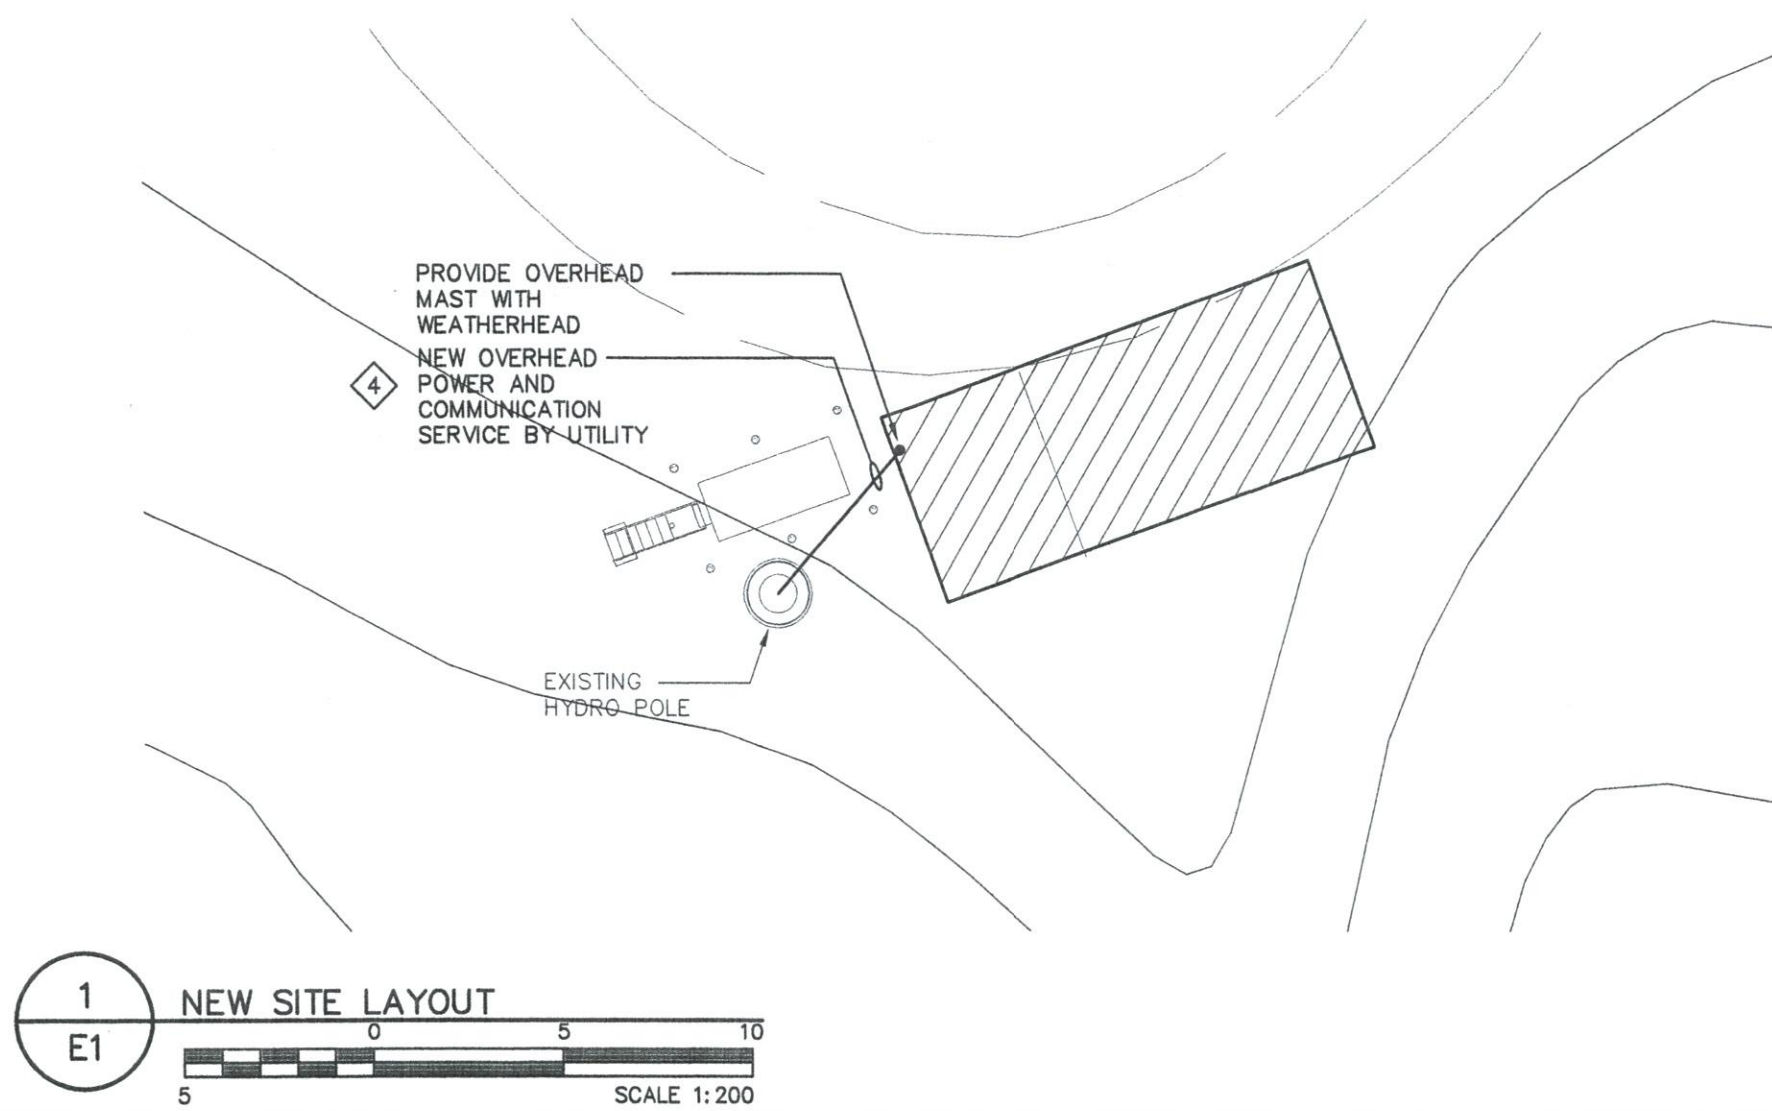 PROVIDE OVERHEAD
MAST WITH
WEATHERHEAD
NEW OVERHEAD
4
POWER AND
COMMUNICATION
SERVICE BY UTILITY
EXISTING
HYDRO POLE
1
E1
NEW SITE LAYOUT
0 5 10
5
SCALE 1:200